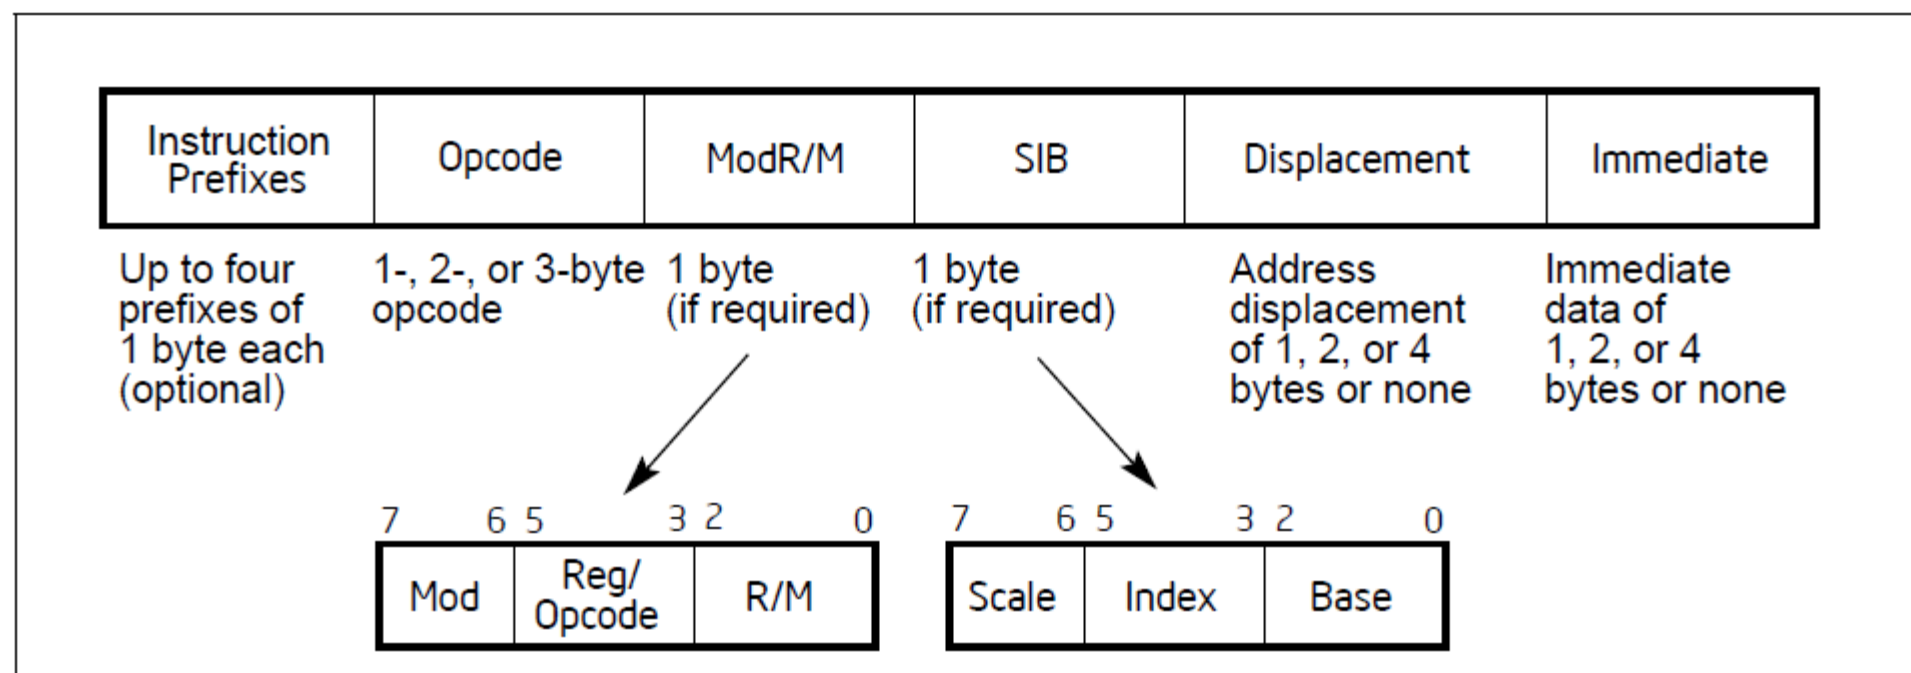 Instruction
Prefixes
Opcode
ModR/M
SIB
Displacement
Immediate
Up to four
prefixes of
1 byte each
(optional)
1-, 2-, or 3-byte
opcode
1 byte
(if required)
1 byte
(if required)
Address
displacement
of 1, 2, or 4
bytes or none
Immediate
data of
1, 2, or 4
bytes or none
7 6 5 3 2 0
Mod
Reg/
Opcode
R/M
7 6 5 3 2 0
Scale
Index
Base